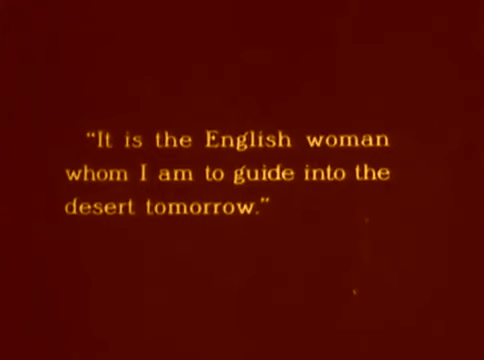 "It is the English woman
whom I am to guide into the
desert tomorrow."